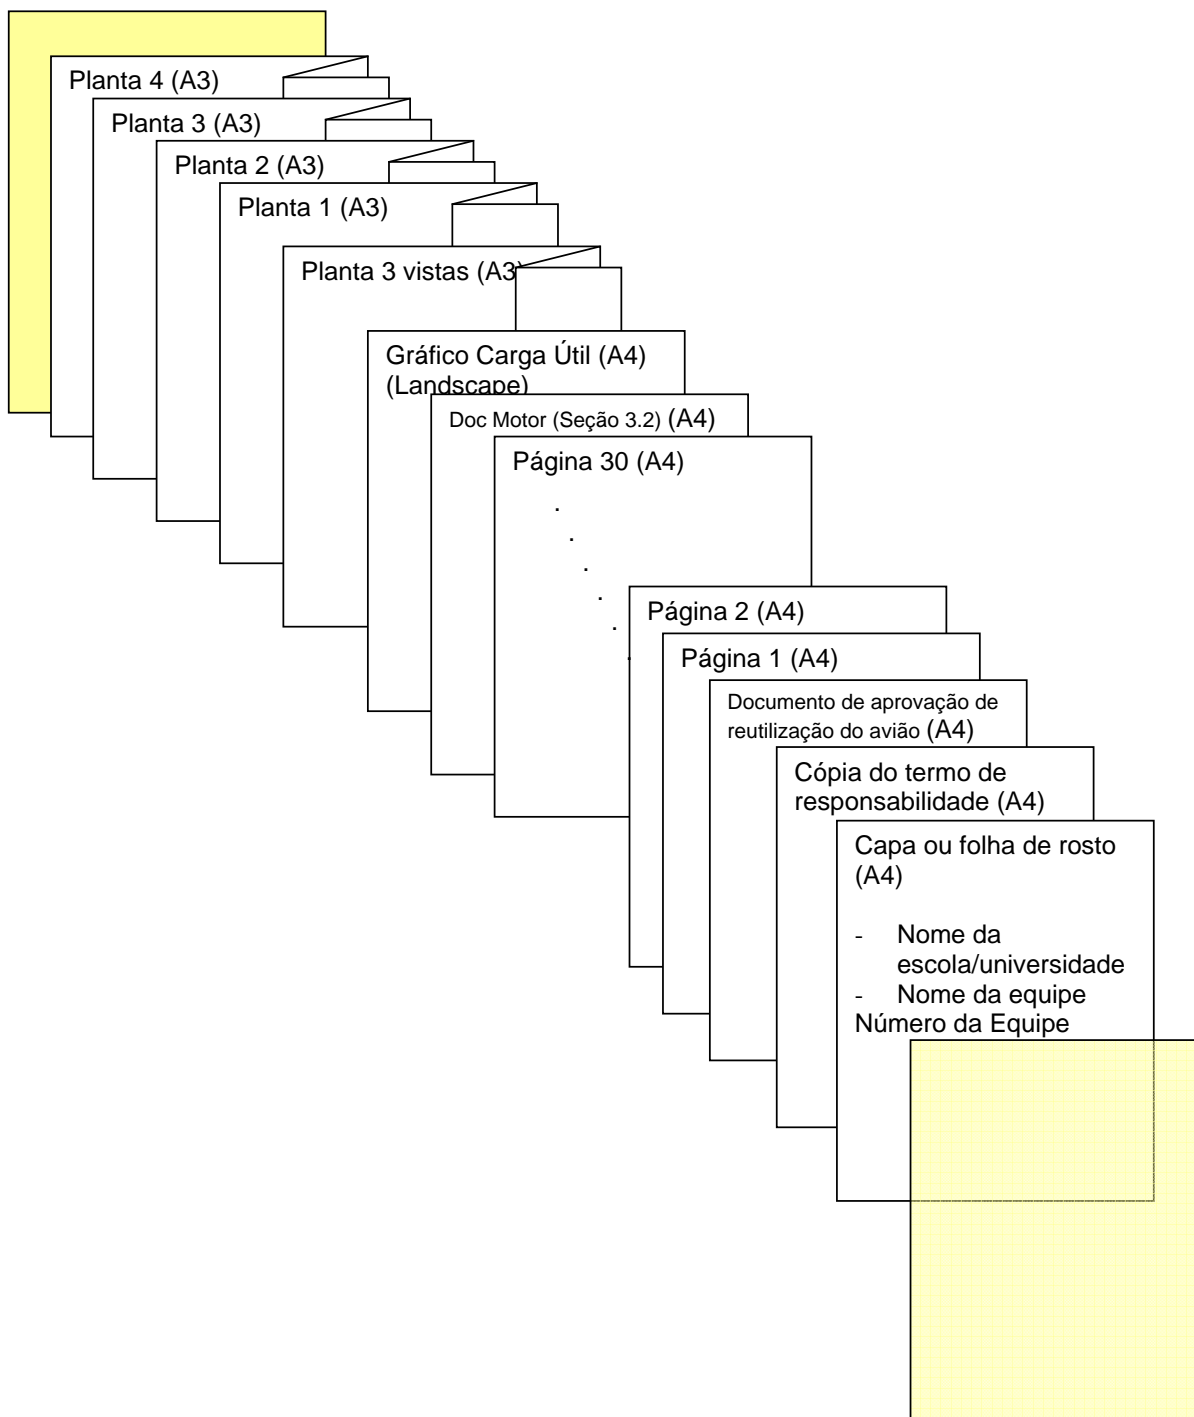 Planta 4 (A3)
Planta 3 (A3)
Planta 2 (A3)
Planta 1 (A3)
Planta 3 vistas (A3)
Gráfico Carga Útil (A4)
(Landscape)
Doc Motor (Seção 3.2) (A4)
Página 30 (A4)
.
.
.
.
.
.
Página 2 (A4)
Página 1 (A4)
Documento de aprovação de
reutilização do avião (A4)
Cópia do termo de
responsabilidade (A4)
Capa ou folha de rosto
(A4)
- Nome da
escola/universidade
- Nome da equipe
Número da Equipe